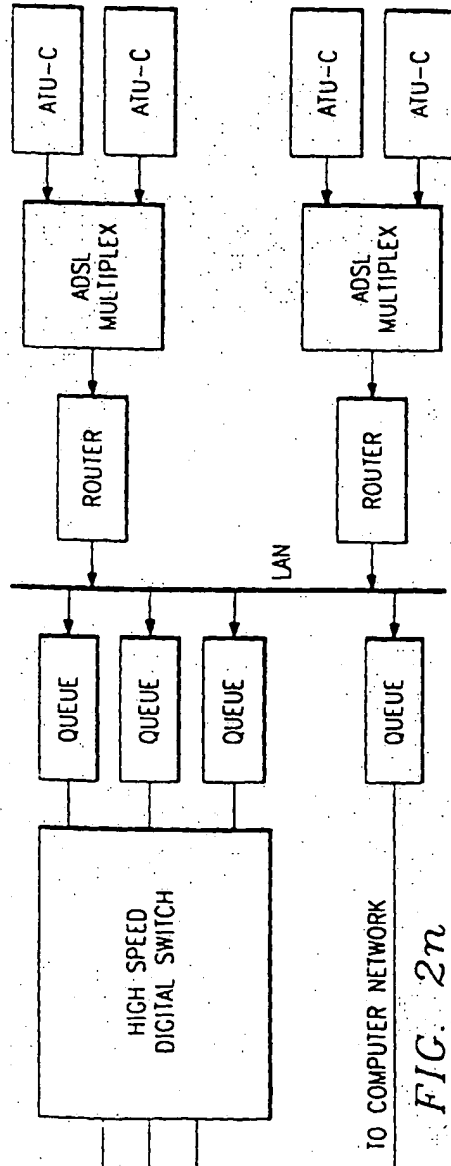 HIGH SPEED
DIGITAL SWITCH
QUEUE
QUEUE
QUEUE
QUEUE
LAN
ROUTER
ROUTER
ADSL
MULTIPLEX
ADSL
MULTIPLEX
ATU-C
ATU-C
ATU-C
ATU-C
TO COMPUTER NETWORK
FIG. 2n